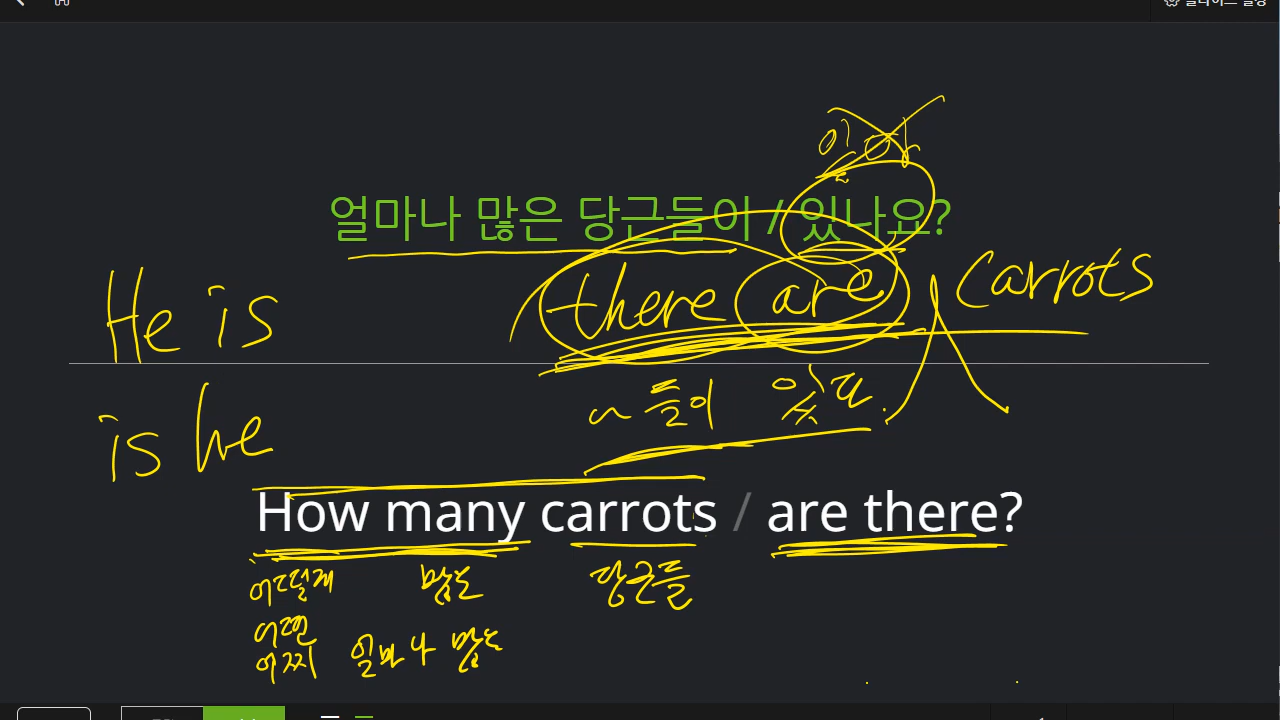 얼마나 많은 당근들이 / 있나요?
He is
there are carrots
~들이 있다.
is he
How many carrots / are there?
어떻게 많은 당근들
어떤
어찌 얼마나 많은